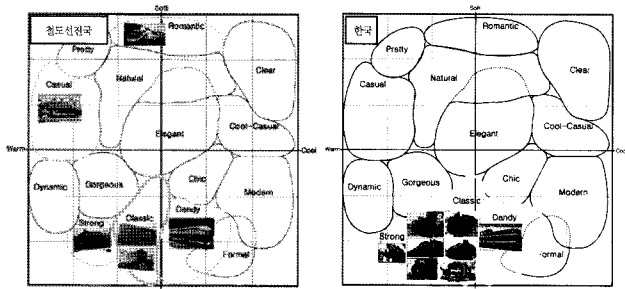 Soft
철도선진국
Romantic
Pretty
Natural
Clear
Casual
Elegant
Cool-Casual
Warm
Cool
Dynamic
Gorgeous
Chic
Modern
Classic
Dandy
Strong
Formal
Soft
한국
Romantic
Pretty
Natural
Clear
Casual
Elegant
Cool-Casual
Warm
Dynamic
Gorgeous
Chic
Modern
Classic
Dandy
Strong
Formal